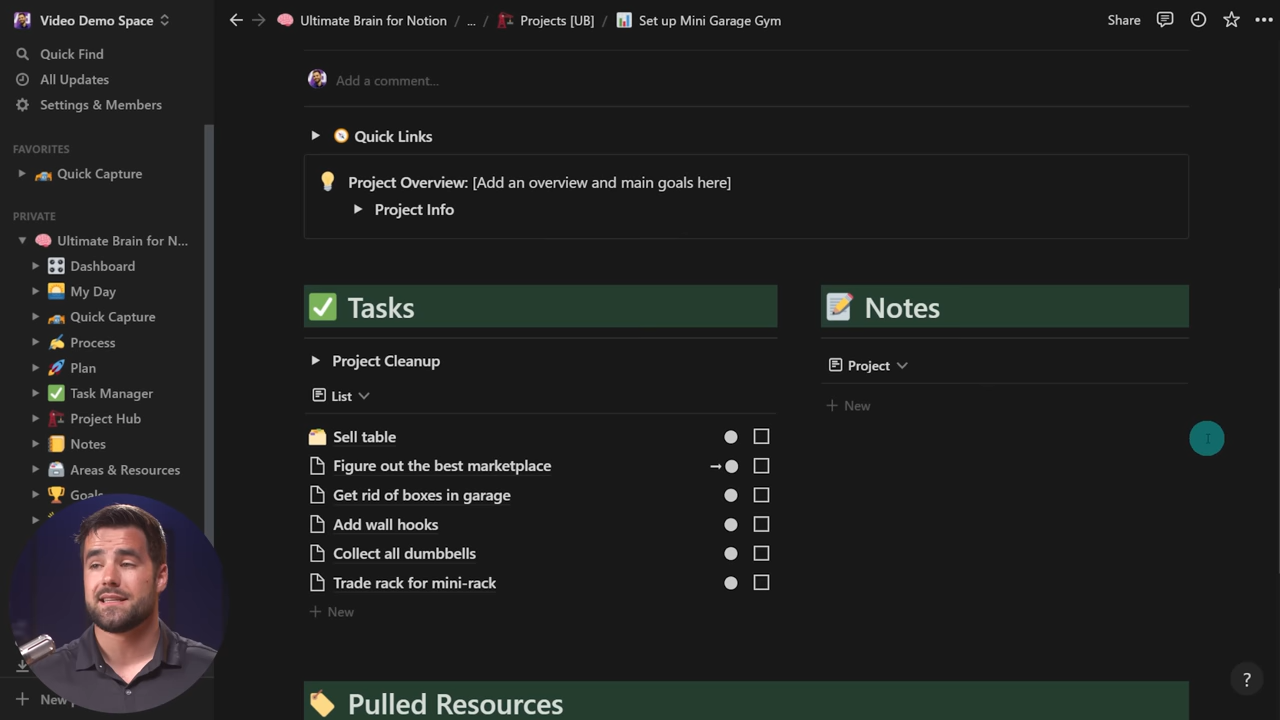 Video Demo Space
Ultimate Brain for Notion / ... / Projects [UB] / Set up Mini Garage Gym
Share
Quick Find
All Updates
Settings & Members
FAVORITES
Quick Capture
PRIVATE
Ultimate Brain for N...
Dashboard
My Day
Quick Capture
Process
Plan
Task Manager
Project Hub
Notes
Areas & Resources
Goals
Add a comment...
Quick Links
Project Overview: [Add an overview and main goals here]
Project Info
Tasks
Project Cleanup
List
Sell table
Figure out the best marketplace
Get rid of boxes in garage
Add wall hooks
Collect all dumbbells
Trade rack for mini-rack
+ New
Notes
Project
+ New
Pulled Resources
?